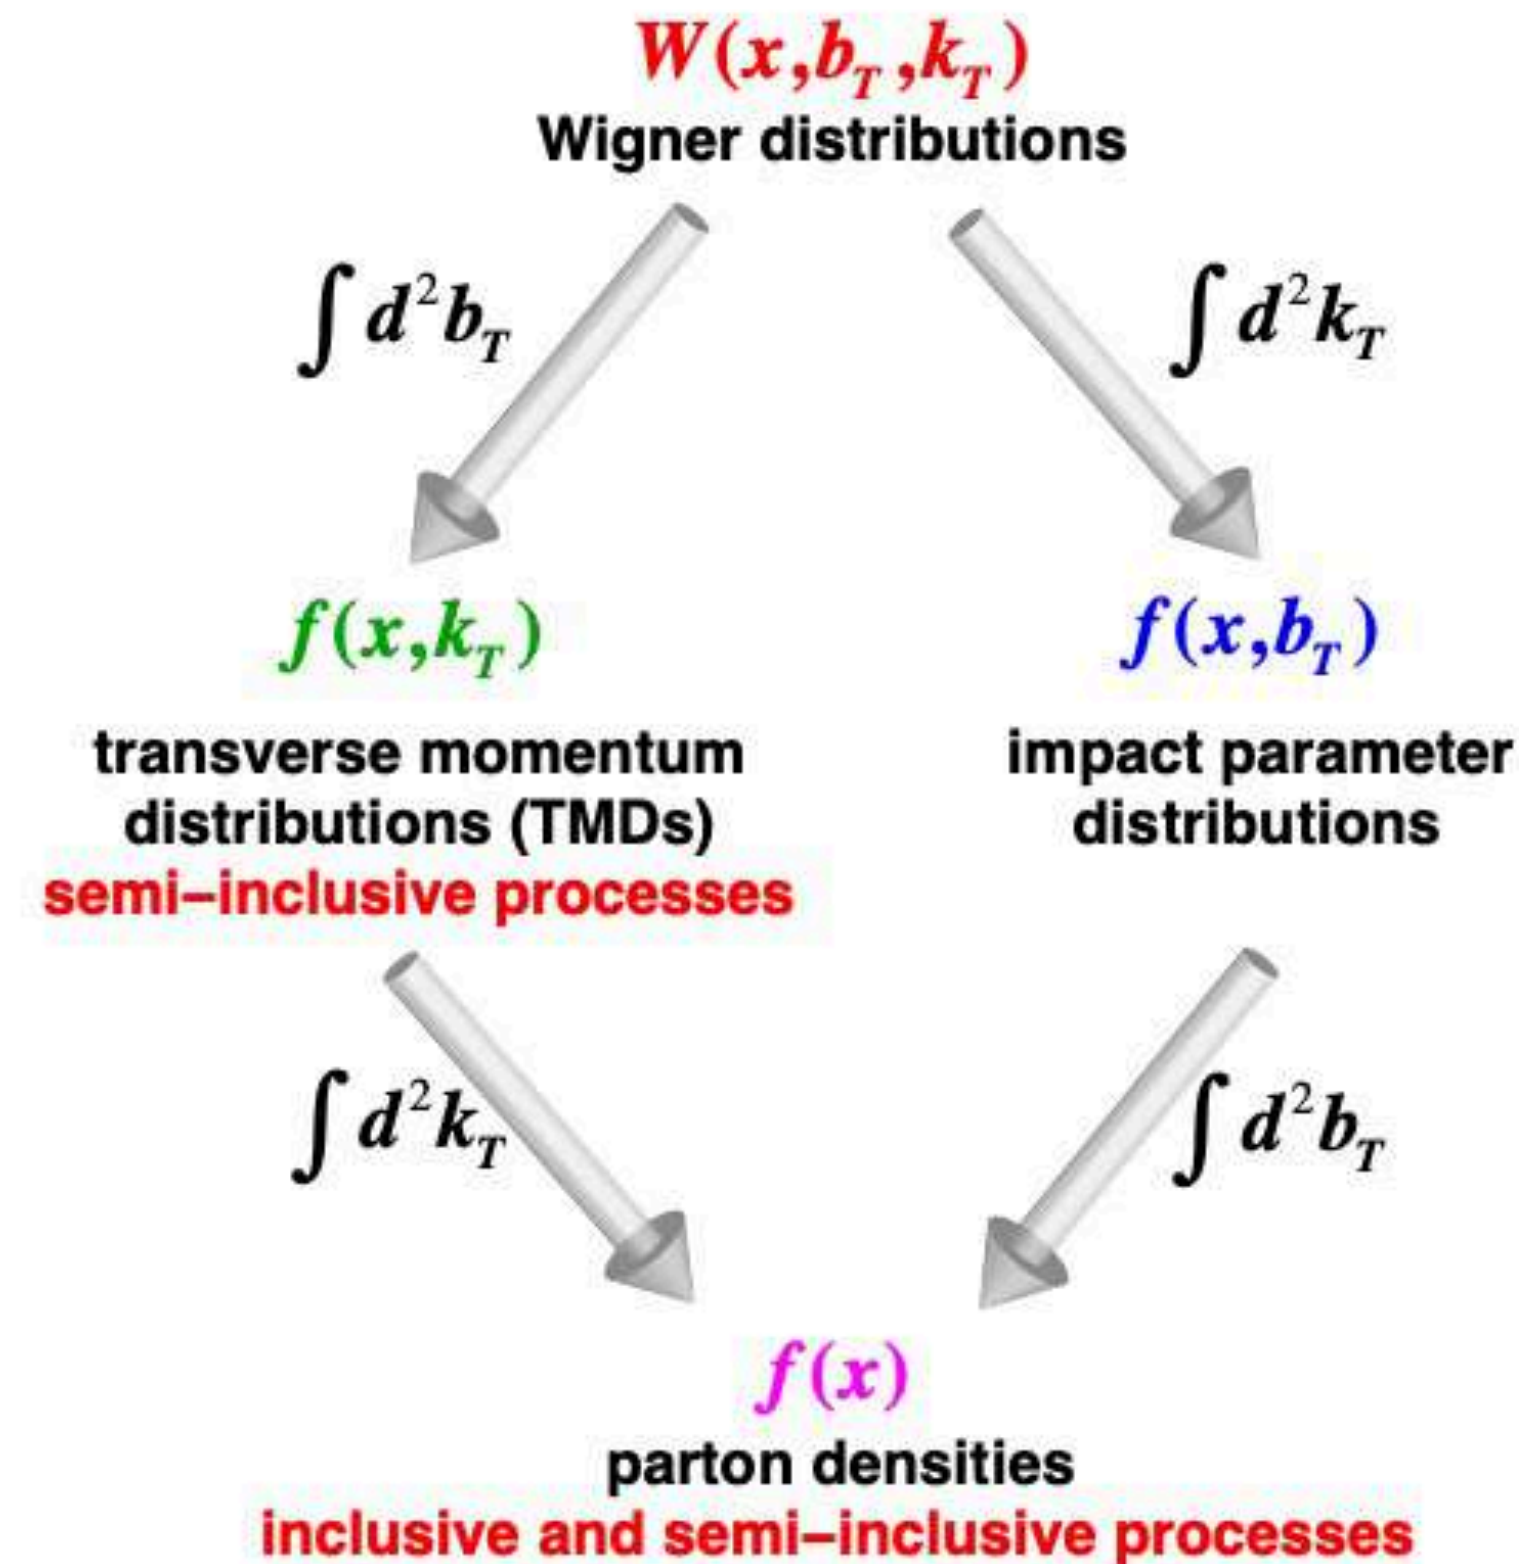 W(x,b_T,k_T)
Wigner distributions
∫ d²b_T
∫ d²k_T
f(x,k_T)
f(x,b_T)
transverse momentum
distributions (TMDs)
semi–inclusive processes
impact parameter
distributions
∫ d²k_T
∫ d²b_T
f(x)
parton densities
inclusive and semi–inclusive processes